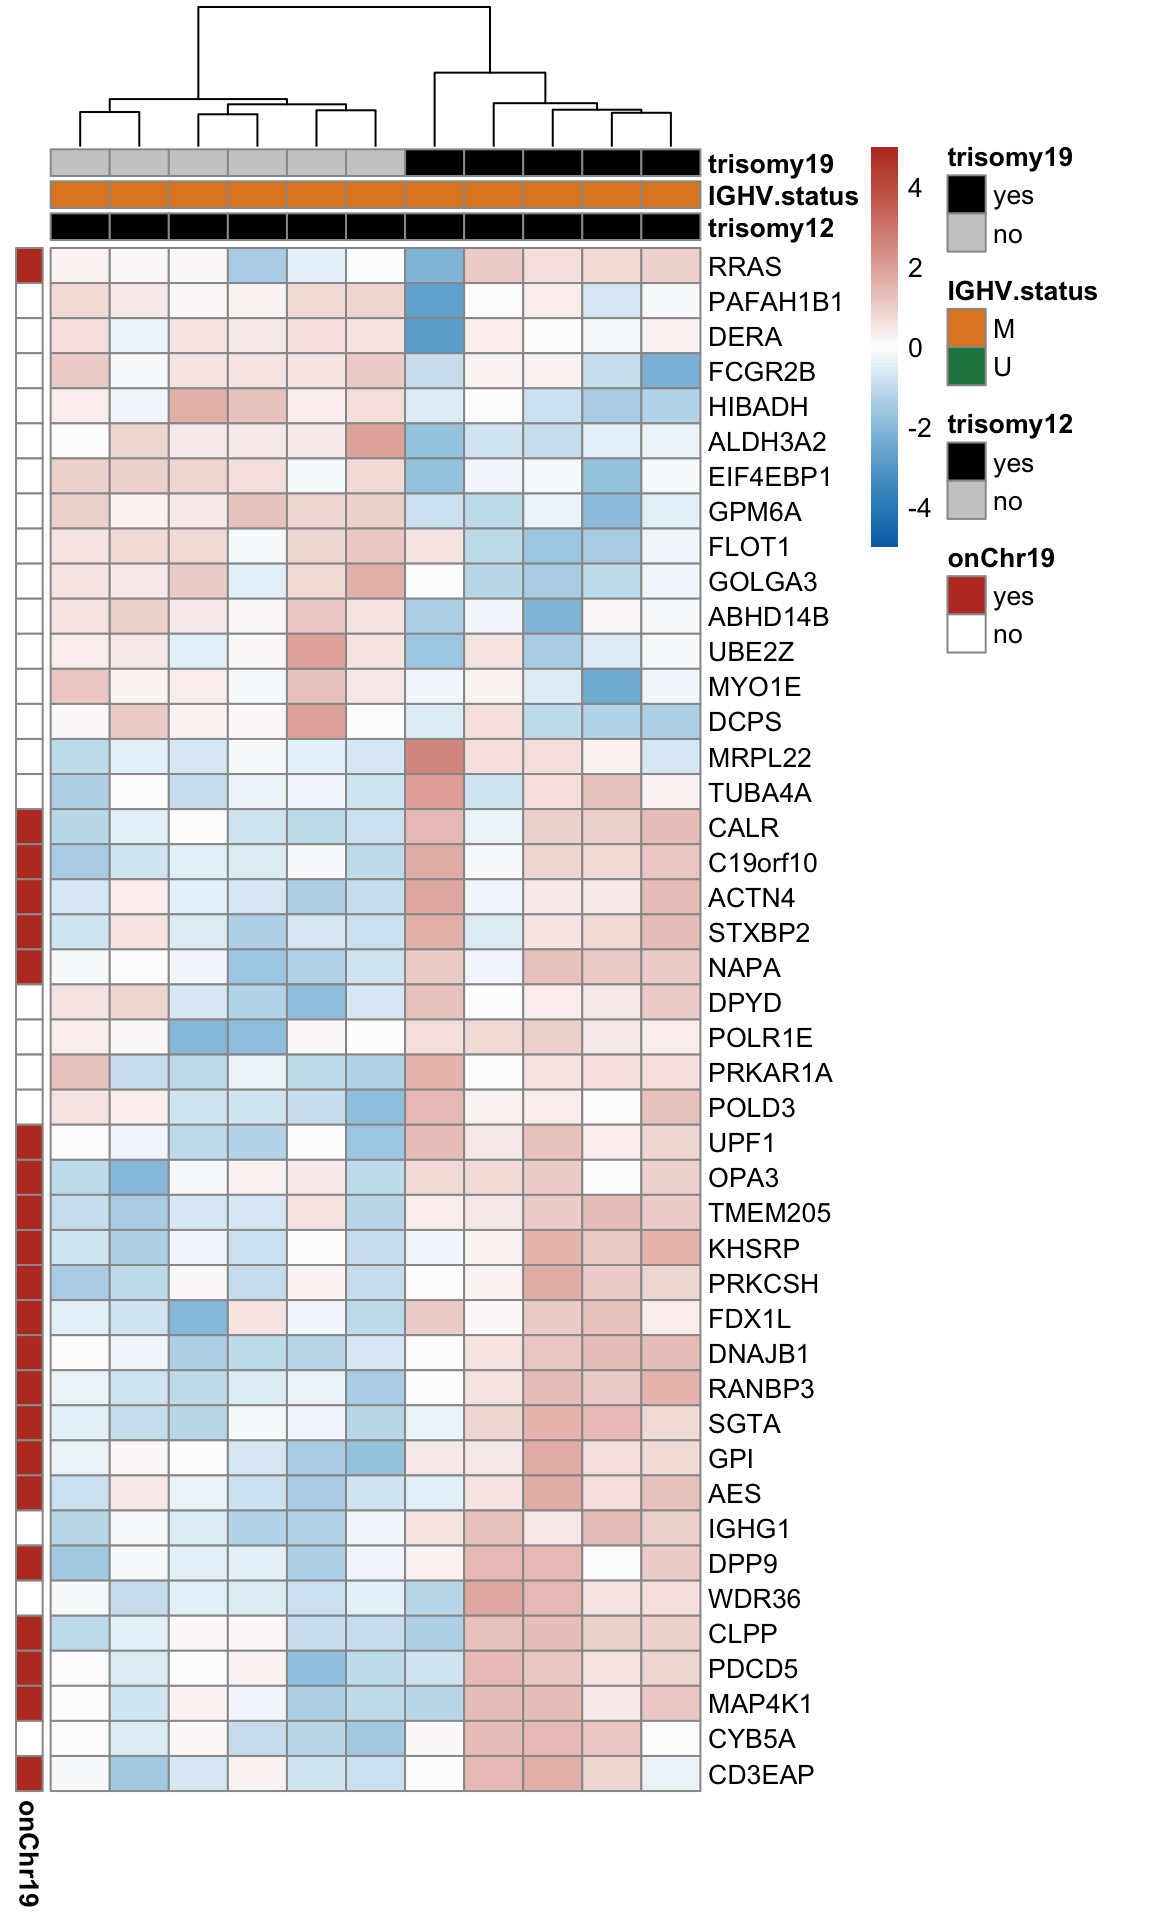 trisomy19
IGHV.status
trisomy12
RRAS
PAFAH1B1
DERA
FCGR2B
HIBADH
ALDH3A2
EIF4EBP1
GPM6A
FLOT1
GOLGA3
ABHD14B
UBE2Z
MYO1E
DCPS
MRPL22
TUBA4A
CALR
C19orf10
ACTN4
STXBP2
NAPA
DPYD
POLR1E
PRKAR1A
POLD3
UPF1
OPA3
TMEM205
KHSRP
PRKCSH
FDX1L
DNAJB1
RANBP3
SGTA
GPI
AES
IGHG1
DPP9
WDR36
CLPP
PDCD5
MAP4K1
CYB5A
CD3EAP
onChr19
4
2
0
-2
-4
trisomy19
yes
no
IGHV.status
M
U
trisomy12
yes
no
onChr19
yes
no